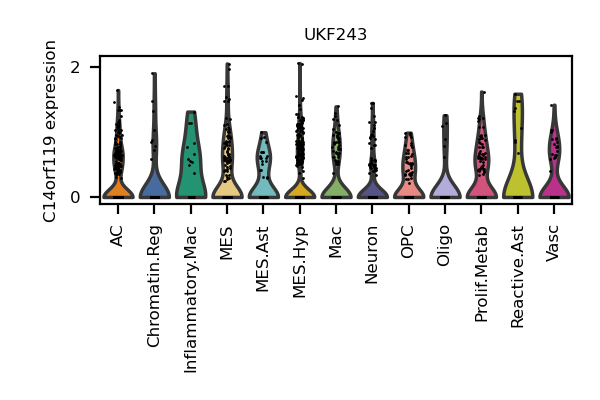 UKF243
C14orf119 expression
2
0
AC
Chromatin.Reg
Inflammatory.Mac
MES
MES.Ast
MES.Hyp
Mac
Neuron
OPC
Oligo
Prolif.Metab
Reactive.Ast
Vasc